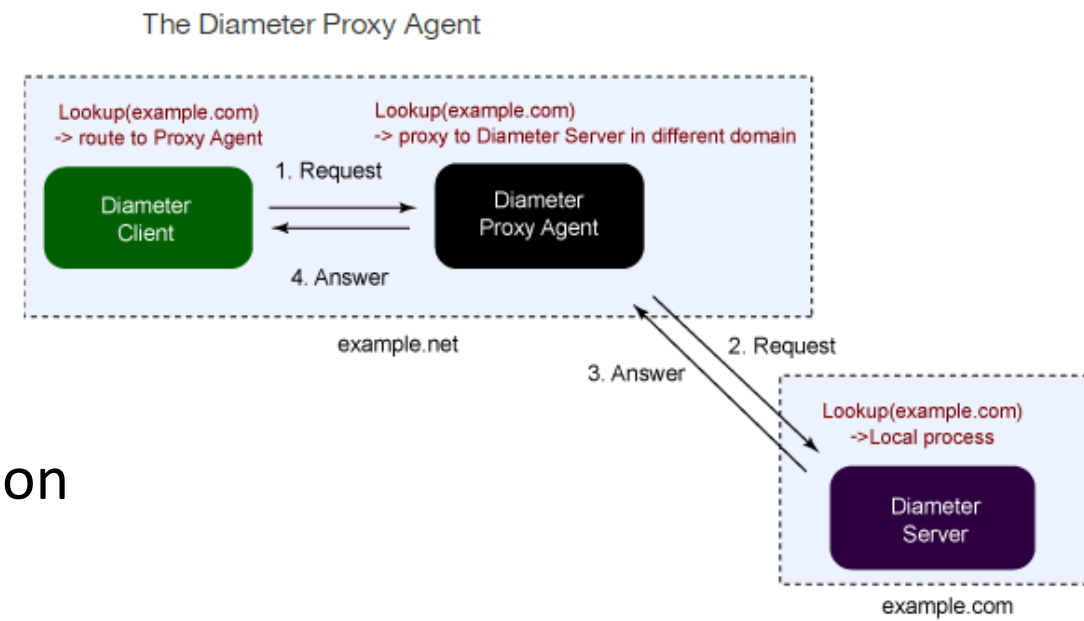 The Diameter Proxy Agent
Lookup(example.com)
-> route to Proxy Agent
Lookup(example.com)
-> proxy to Diameter Server in different domain
1. Request
Diameter
Client
Diameter
Proxy Agent
4. Answer
example.net
2. Request
3. Answer
Lookup(example.com)
->Local process
on
Diameter
Server
example.com